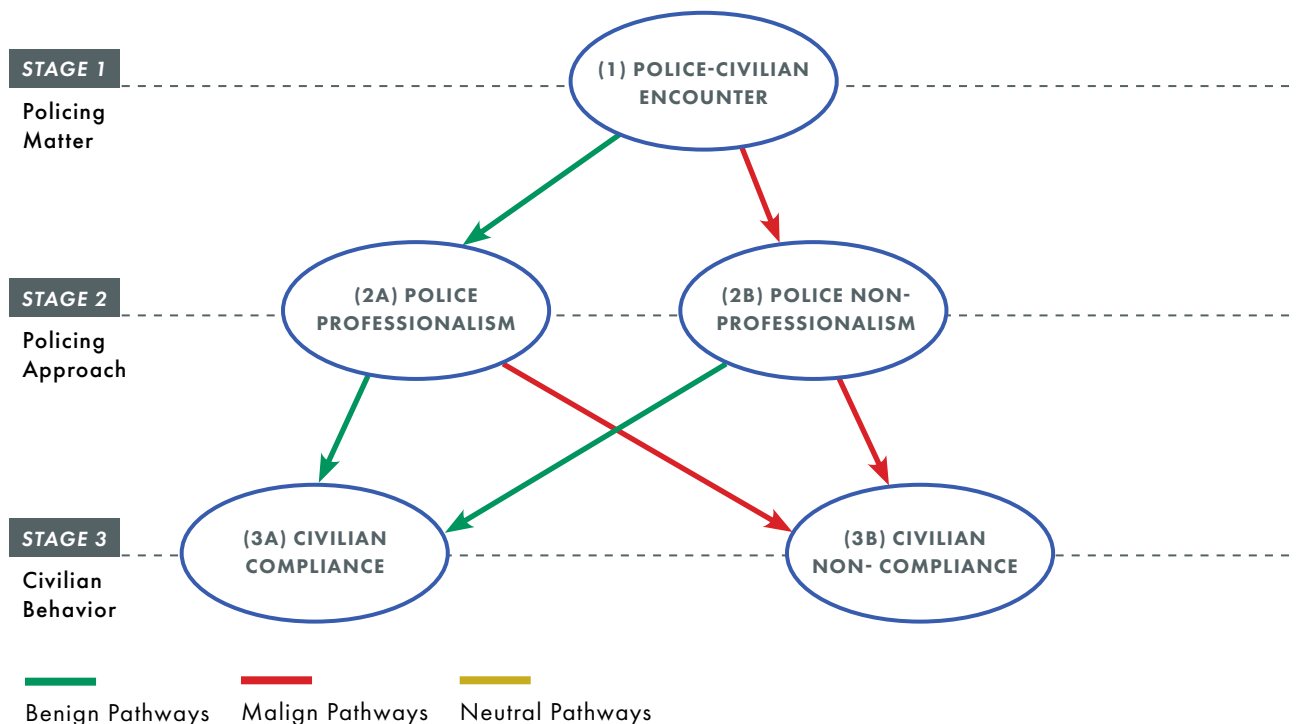 STAGE 1
Policing
Matter
(1) POLICE-CIVILIAN
ENCOUNTER
STAGE 2
Policing
Approach
(2A) POLICE
PROFESSIONALISM
(2B) POLICE NON-
PROFESSIONALISM
STAGE 3
Civilian
Behavior
(3A) CIVILIAN
COMPLIANCE
(3B) CIVILIAN
NON- COMPLIANCE
Benign Pathways
Malign Pathways
Neutral Pathways